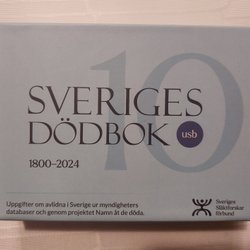 10
SVERIGES
DÖDBOK
usb
1800–2024
Uppgifter om avlidna i Sverige ur myndigheters
databaser och genom projektet Namn åt de döda.
Sveriges
Släktforskar
förbund